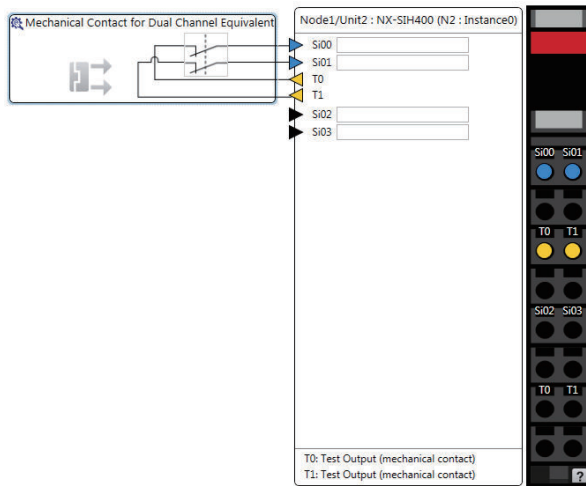 Mechanical Contact for Dual Channel Equivalent
Node1/Unit2 : NX-SIH400 (N2 : Instance0)
Si00
Si01
T0
T1
Si02
Si03
T0: Test Output (mechanical contact)
T1: Test Output (mechanical contact)
Si00 Si01
T0 T1
Si02 Si03
T0 T1
?